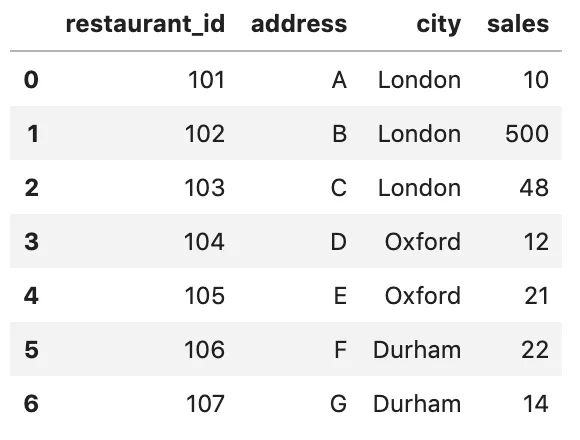 restaurant_id address city sales
0 101 A London 10
1 102 B London 500
2 103 C London 48
3 104 D Oxford 12
4 105 E Oxford 21
5 106 F Durham 22
6 107 G Durham 14